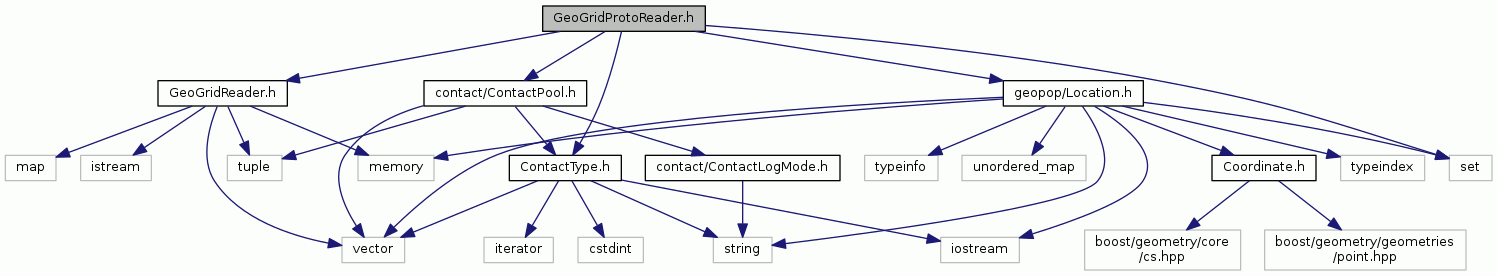 GeoGridProtoReader.h
GeoGridReader.h
contact/ContactPool.h
geopop/Location.h
map
istream
tuple
memory
ContactType.h
contact/ContactLogMode.h
typeinfo
unordered_map
Coordinate.h
typeindex
set
vector
iterator
cstdint
string
iostream
boost/geometry/core
/cs.hpp
boost/geometry/geometries
/point.hpp